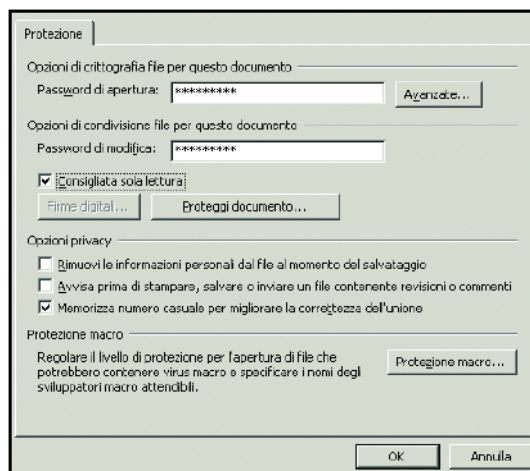 Protezione
Opzioni di crittografia file per questo documento
Password di apertura: *********
Avanzate...
Opzioni di condivisione file per questo documento
Password di modifica: *********
Consigliata sola lettura
Firme digitali...
Proteggi documento...
Opzioni privacy
Rimuovi le informazioni personali dal file al momento del salvataggio
Avvisa prima di stampare, salvare o inviare un file contenente revisioni o commenti
Memorizza numero casuale per migliorare la correttezza dell'unione
Protezione macro
Regolare il livello di protezione per l'apertura di file che
potrebbero contenere virus macro e specificare i nomi degli
sviluppatori macro attendibili.
Protezione macro...
OK
Annulla